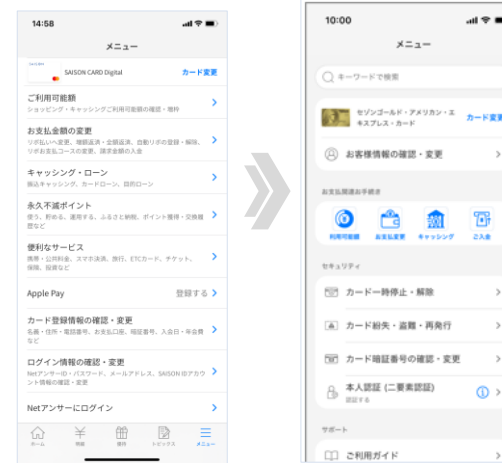 14:58
メニュー
SAISON CARD Digital
カード変更
ご利用可能額
ショッピング・キャッシングご利用可能額の確認・増枠
お支払金額の変更
リボ払いへ変更、増額返済・全額返済、自動リボの登録・解除、
リボお支払コースの変更、請求金額の入金
キャッシング・ローン
振込キャッシング、カードローン、目的ローン
永久不滅ポイント
使う、貯める、運用する、ふるさと納税、ポイント獲得・交換履
歴など
便利なサービス
携帯・公共料金、スマホ決済、旅行、ETCカード、チケット、
保険、投資など
Apple Pay
登録する
カード登録情報の確認・変更
名義・住所・電話番号、お支払口座、暗証番号、入会日・年会費
など
ログイン情報の確認・変更
NetアンサーID・パスワード、メールアドレス、SAISON IDアカウ
ント情報の確認・変更
Netアンサーにログイン
ホーム
明細
優待
トピックス
メニュー
10:00
メニュー
キーワードで検索
セゾンゴールド・アメリカン・エ
キスプレス・カード
カード変更
お客様情報の確認・変更
お支払関連お手続き
利用可能額
お支払変更
キャッシング
ご入金
セキュリティ
カード一時停止・解除
カード紛失・盗難・再発行
カード暗証番号の確認・変更
本人認証 (二要素認証)
認証する
サポート
ご利用ガイド